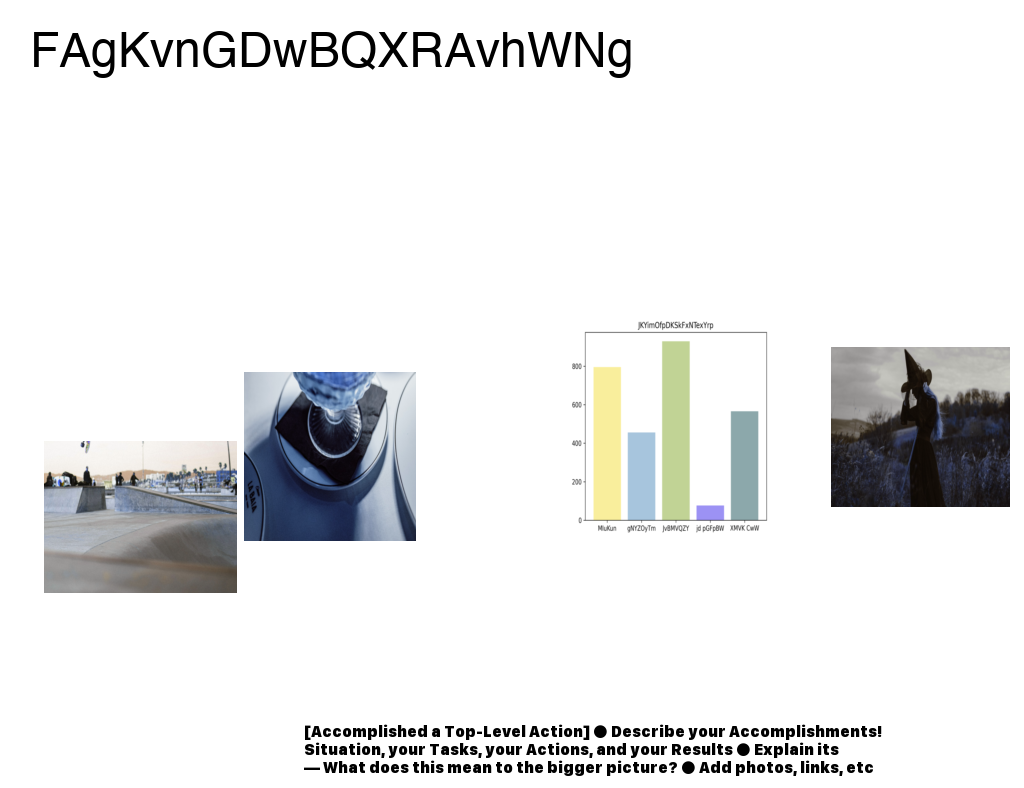 FAgKvnGDwBQXRAvhWNg
JKYimOfpDKSkFxNTexYrp
800
600
400
200
0
MluKun gNYZOyTm JvBMVQZY jd pGFpBW XMVK CwW
[Accomplished a Top-Level Action] ● Describe your Accomplishments!
Situation, your Tasks, your Actions, and your Results ● Explain its
— What does this mean to the bigger picture? ● Add photos, links, etc